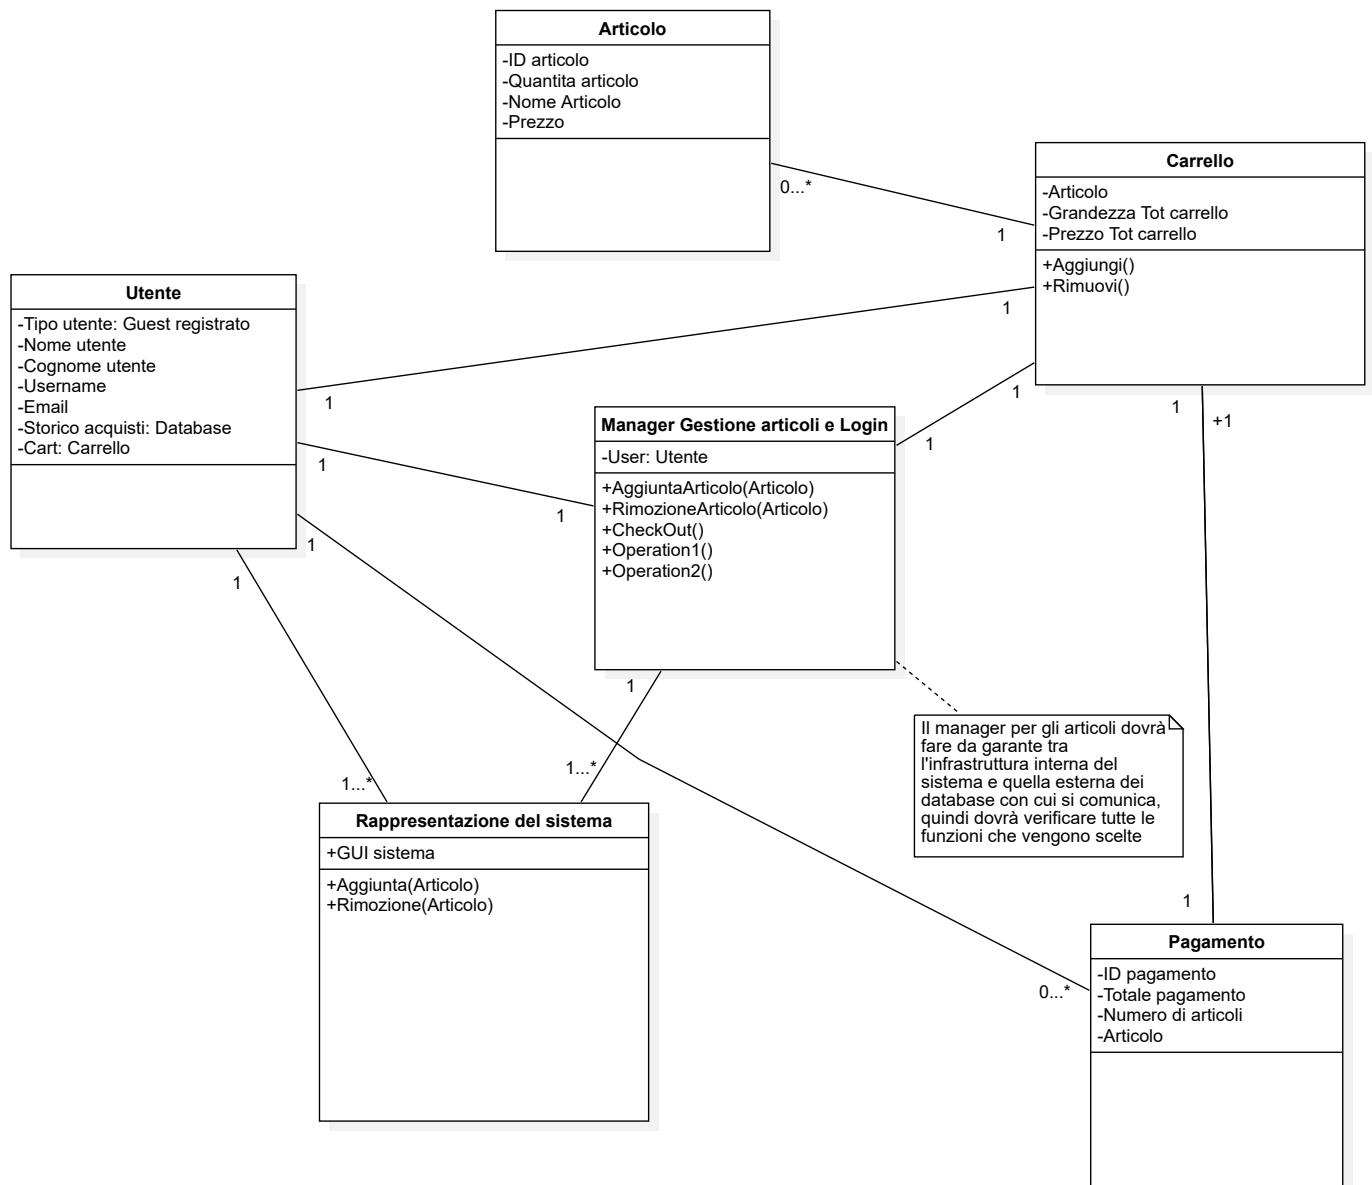 Articolo
-ID articolo
-Quantita articolo
-Nome Articolo
-Prezzo
0...*
1
Carrello
-Articolo
-Grandezza Tot carrello
-Prezzo Tot carrello
+Aggiungi()
+Rimuovi()
1
1
1
+1
Utente
-Tipo utente: Guest registrato
-Nome utente
-Cognome utente
-Username
-Email
-Storico acquisti: Database
-Cart: Carrello
1
1
1
1
Manager Gestione articoli e Login
-User: Utente
+AggiuntaArticolo(Articolo)
+RimozioneArticolo(Articolo)
+CheckOut()
+Operation1()
+Operation2()
1
1
1
Il manager per gli articoli dovrà
fare da garante tra
l'infrastruttura interna del
sistema e quella esterna dei
database con cui si comunica,
quindi dovrà verificare tutte le
funzioni che vengono scelte
1...*
1...*
Rappresentazione del sistema
+GUI sistema
+Aggiunta(Articolo)
+Rimozione(Articolo)
1
0...*
Pagamento
-ID pagamento
-Totale pagamento
-Numero di articoli
-Articolo